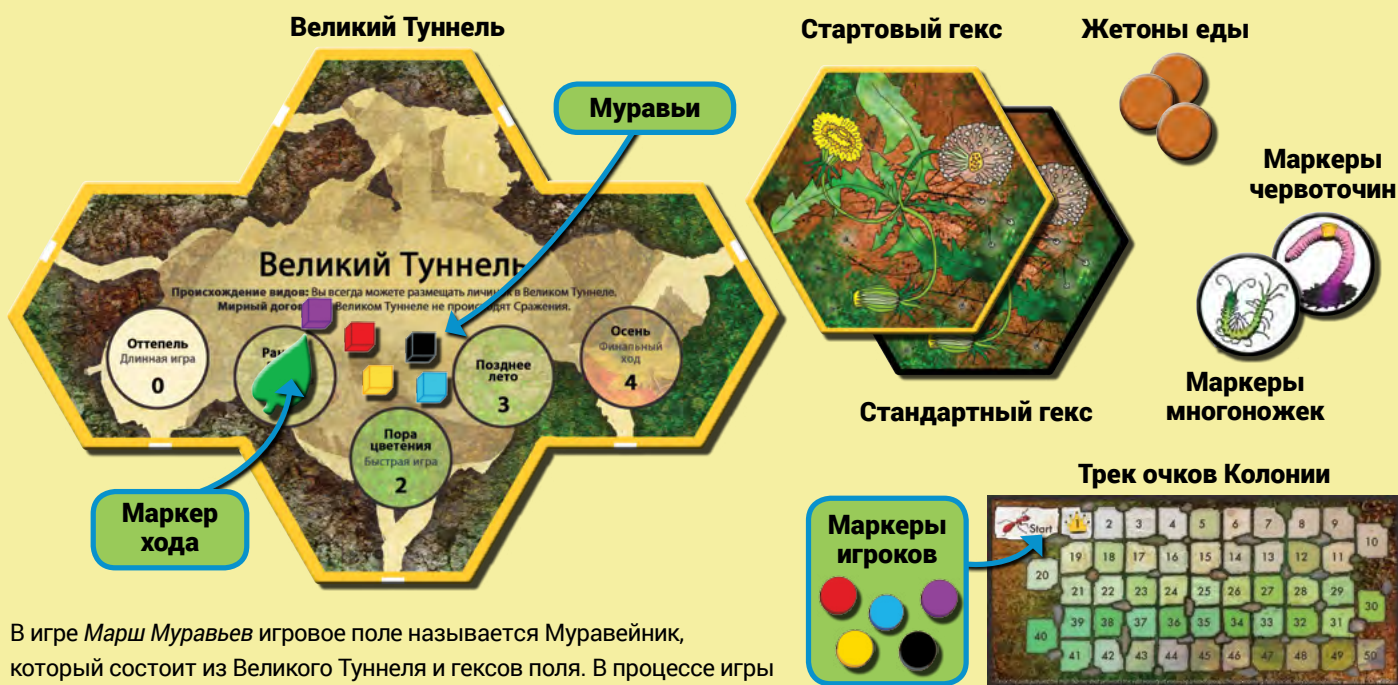 Великий Туннель
Стартовый гекс
Жетоны еды
Муравьи
Маркеры
червоточин
Великий Туннель
Происхождение видов: Вы всегда можете размещать личинок в Великом Туннеле.
Мирный Великом Туннеле не происходят Сражения.
Оттепель
Длинная игра
0
Позднее
лето
3
Осень
Финальный
ход
4
Пора
цветения
Быстрая игра
2
Маркер
хода
Стандартный гекс
Маркеры
многоножек
Трек очков Колонии
Маркеры
игроков
Start 1 2 3 4 5 6 7 8 9
10
19 18 17 16 15 14 13 12 11
20
21 22 23 24 25 26 27 28 29
30
39 38 37 36 35 34 33 32 31
40
41 42 43 44 45 46 47 48 49 50
В игре Марш Муравьев игровое поле называется Муравейник,
который состоит из Великого Туннеля и гексов поля. В процессе игры